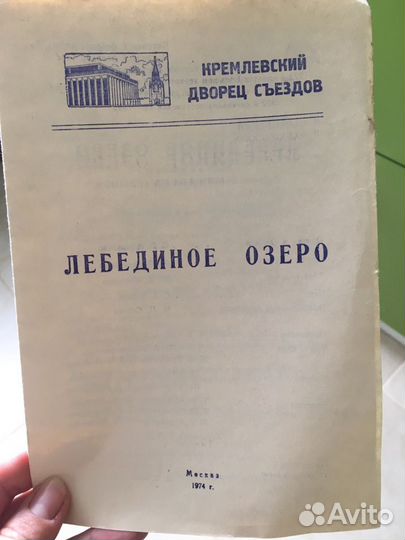 КРЕМЛЕВСКИЙ
ДВОРЕЦ СЪЕЗДОВ
ЛЕБЕДИНОЕ ОЗЕРО
Москва
1974 г.
Avito